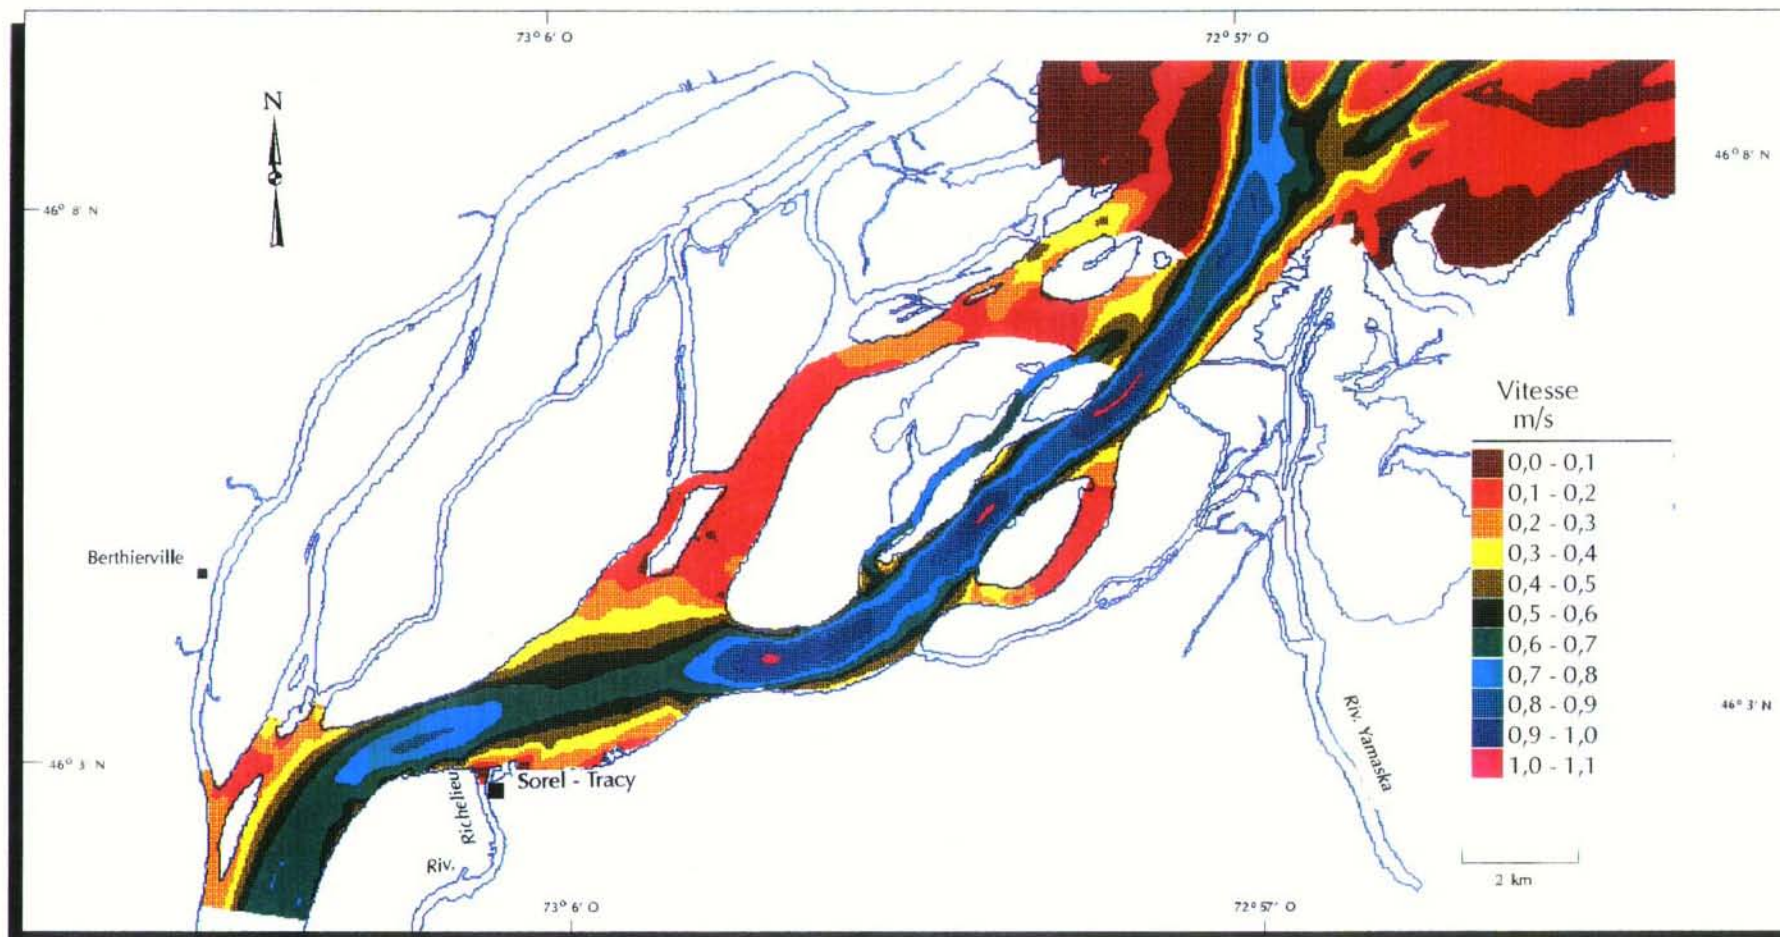 73° 6' O
72° 57' O
N
46° 8' N
46° 8' N
Vitesse
m/s
0,0 - 0,1
0,1 - 0,2
0,2 - 0,3
0,3 - 0,4
0,4 - 0,5
0,5 - 0,6
0,6 - 0,7
0,7 - 0,8
0,8 - 0,9
0,9 - 1,0
1,0 - 1,1
Berthierville
46° 3' N
46° 3' N
Sorel - Tracy
Riv. Richelieu
Riv. Yamaska
2 km
73° 6' O
72° 57' O